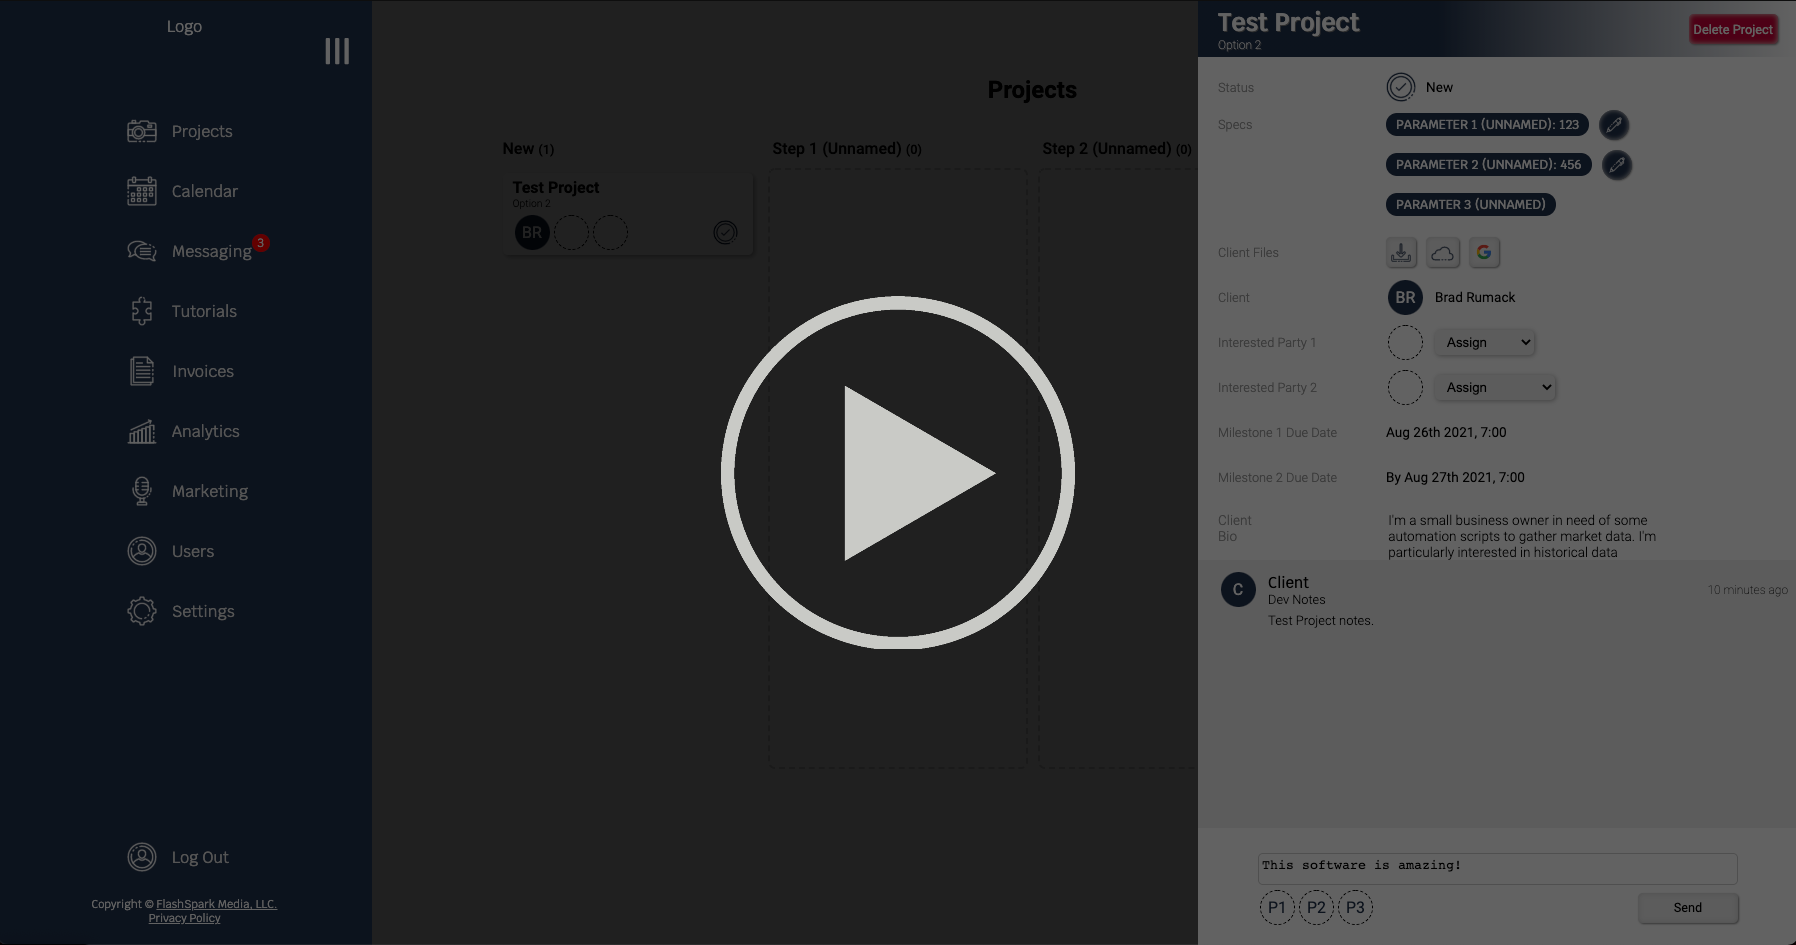 Logo
Projects
Calendar
Messaging 3
Tutorials
Invoices
Analytics
Marketing
Users
Settings
Log Out
Copyright © FlashSpark Media, LLC.
Privacy Policy
Projects
New (1)
Step 1 (Unnamed) (0)
Step 2 (Unnamed) (0)
Test Project
Option 2
BR
Test Project
Option 2
Delete Project
Status New
Specs PARAMETER 1 (UNNAMED): 123
PARAMETER 2 (UNNAMED): 456
PARAMTER 3 (UNNAMED)
Client Files G
Client BR Brad Rumack
Interested Party 1 Assign
Interested Party 2 Assign
Milestone 1 Due Date Aug 26th 2021, 7:00
Milestone 2 Due Date By Aug 27th 2021, 7:00
Client
Bio
I'm a small business owner in need of some
automation scripts to gather market data. I'm
particularly interested in historical data
C Client 10 minutes ago
Dev Notes
Test Project notes.
This software is amazing!
P1 P2 P3 Send